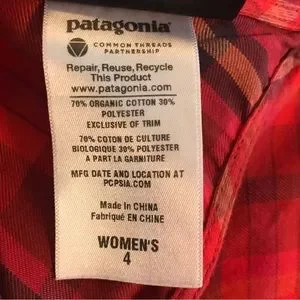 patagonia®
COMMON THREADS
PARTNERSHIP
Repair, Reuse, Recycle
This Product
www.patagonia.com
70% ORGANIC COTTON 30%
POLYESTER
EXCLUSIVE OF TRIM
70% COTON DE CULTURE
BIOLOGIQUE 30% POLYESTER
A PART LA GARNITURE
MFG DATE AND LOCATION AT
PCPSIA.COM
Made in CHINA
Fabriqué EN CHINE
WOMEN'S
4